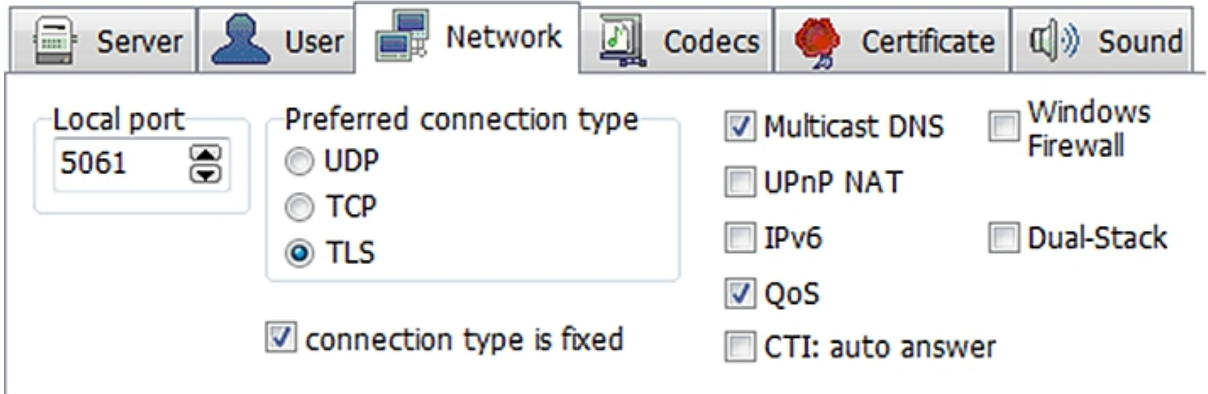 Server User Network Codecs Certificate Sound
Local port
5061
Preferred connection type
UDP
TCP
TLS
connection type is fixed
Multicast DNS
UPnP NAT
IPv6
QoS
CTI: auto answer
Windows
Firewall
Dual-Stack